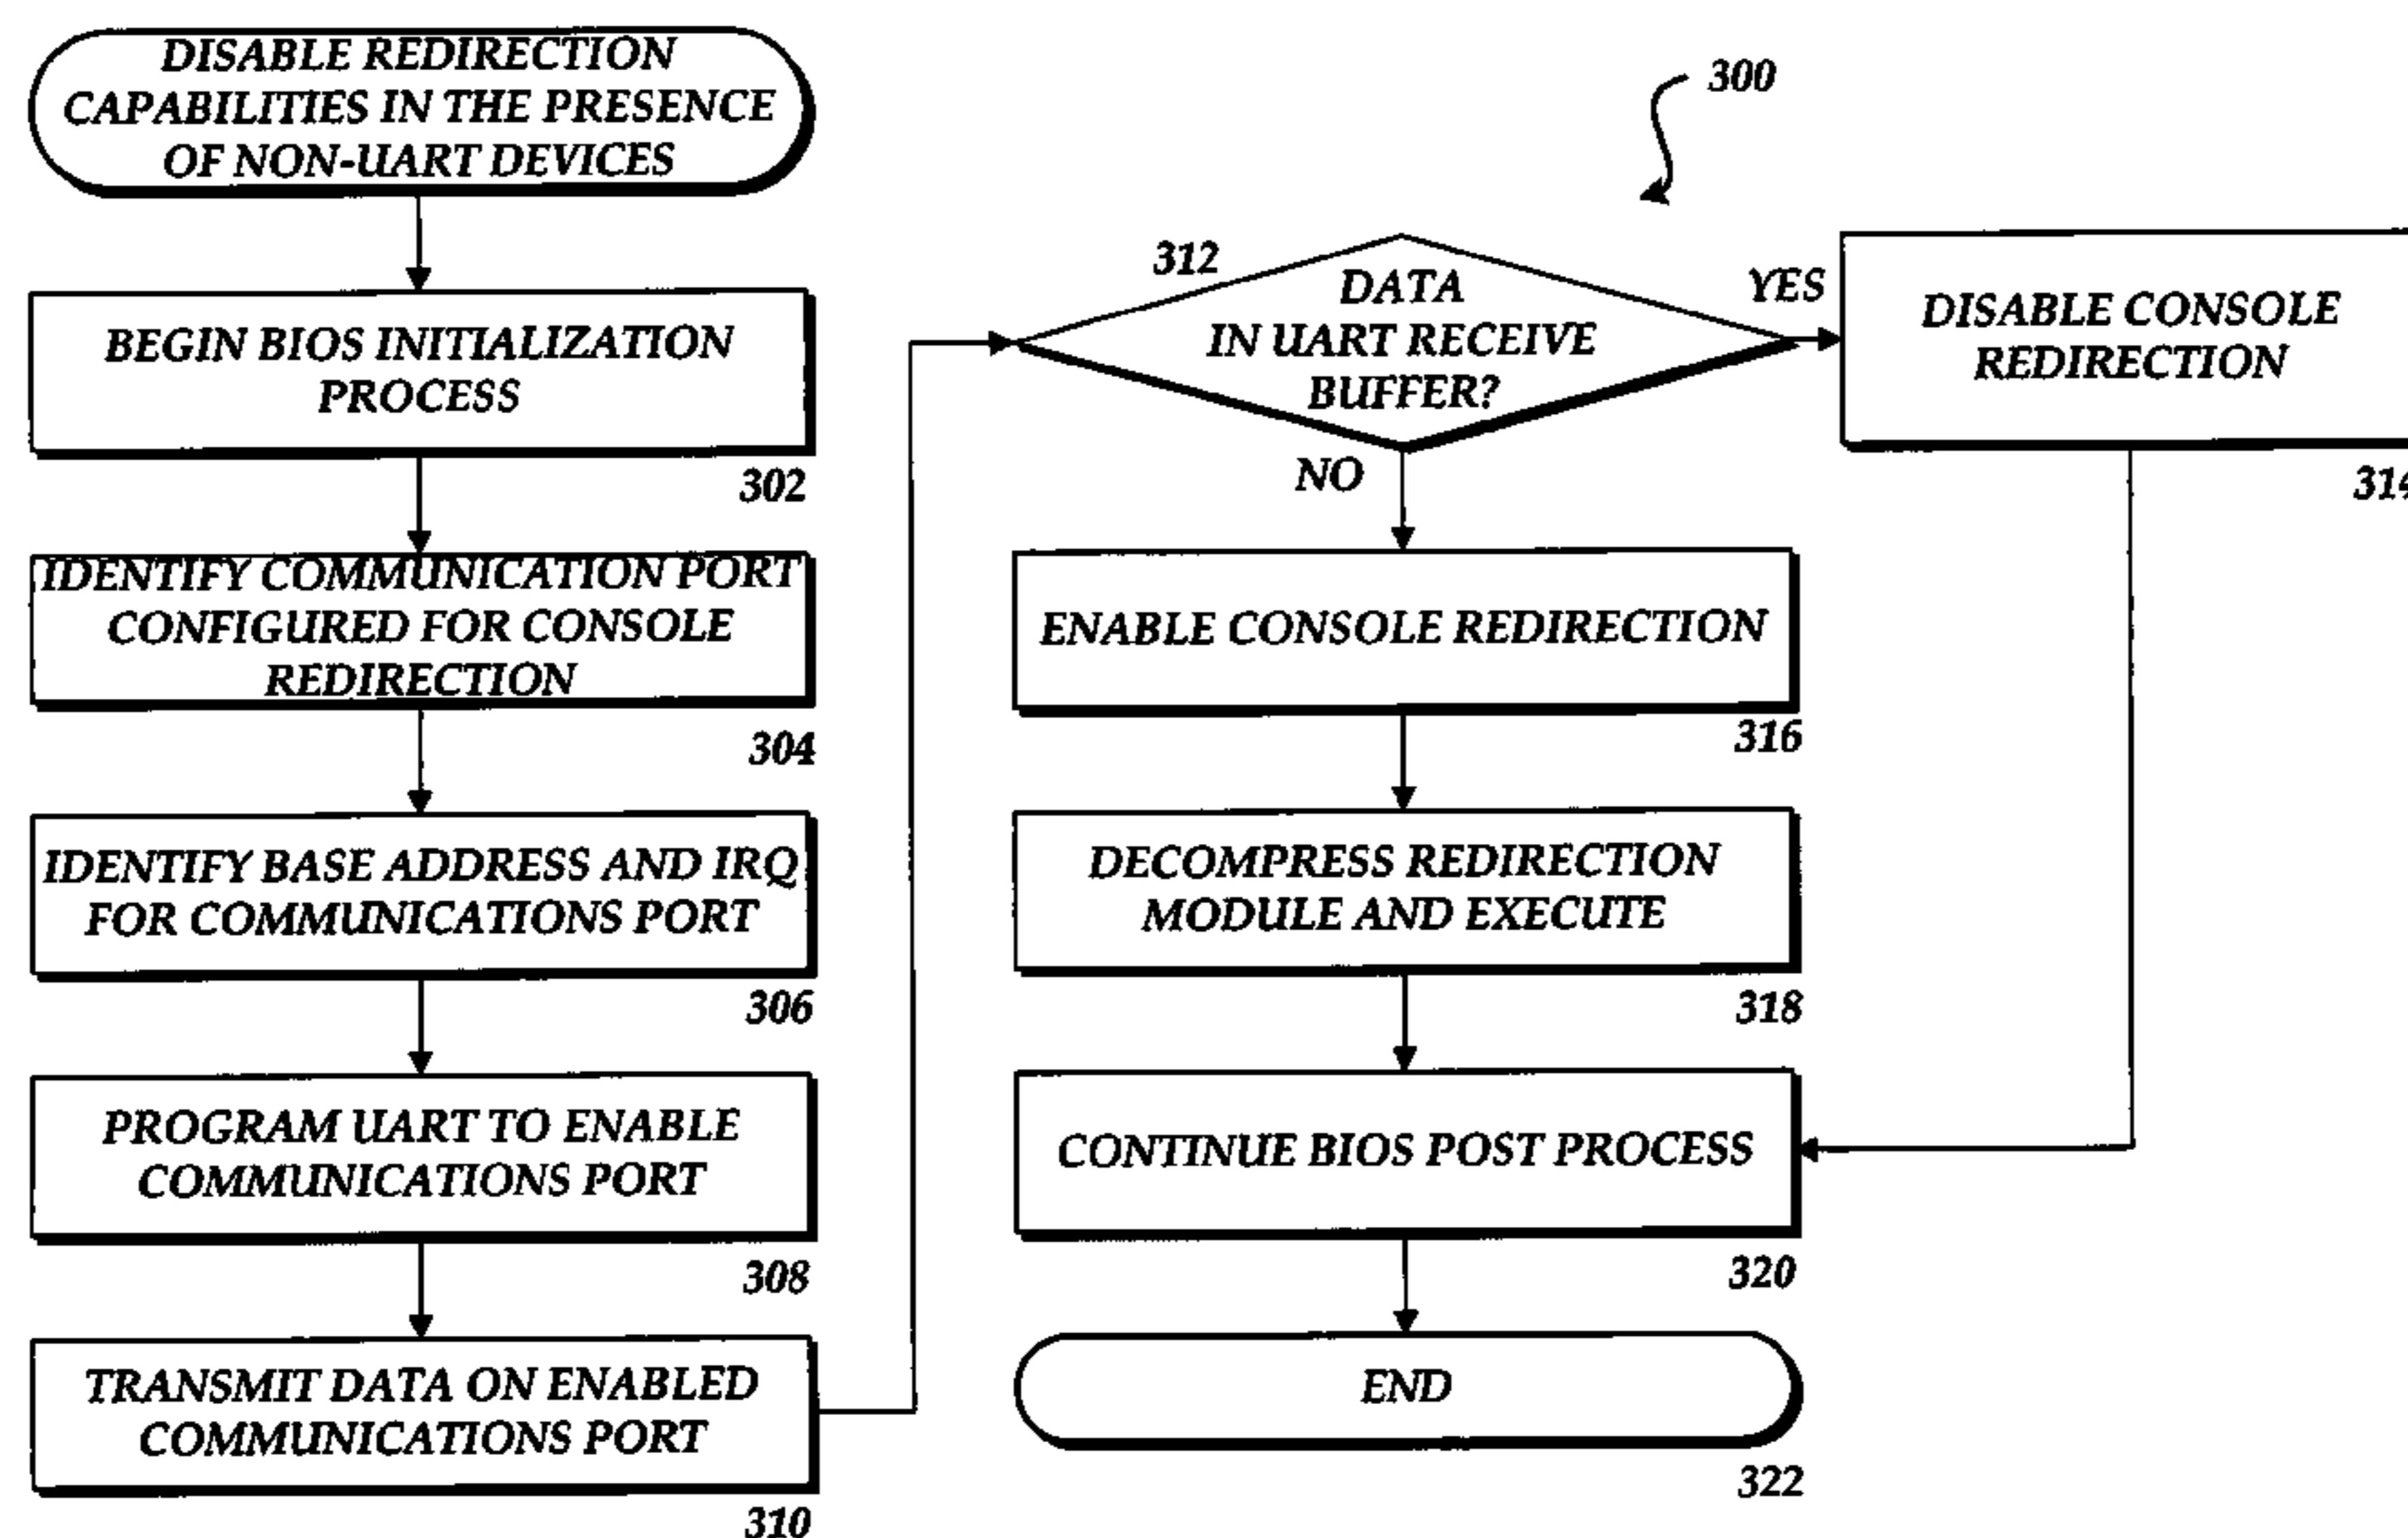 DISABLE REDIRECTION
CAPABILITIES IN THE PRESENCE
OF NON-UART DEVICES
BEGIN BIOS INITIALIZATION
PROCESS
302
IDENTIFY COMMUNICATION PORT
CONFIGURED FOR CONSOLE
REDIRECTION
304
IDENTIFY BASE ADDRESS AND IRQ
FOR COMMUNICATIONS PORT
306
PROGRAM UART TO ENABLE
COMMUNICATIONS PORT
308
TRANSMIT DATA ON ENABLED
COMMUNICATIONS PORT
310
300
312
DATA
IN UART RECEIVE
BUFFER?
YES
NO
DISABLE CONSOLE
REDIRECTION
314
ENABLE CONSOLE REDIRECTION
316
DECOMPRESS REDIRECTION
MODULE AND EXECUTE
318
CONTINUE BIOS POST PROCESS
320
END
322